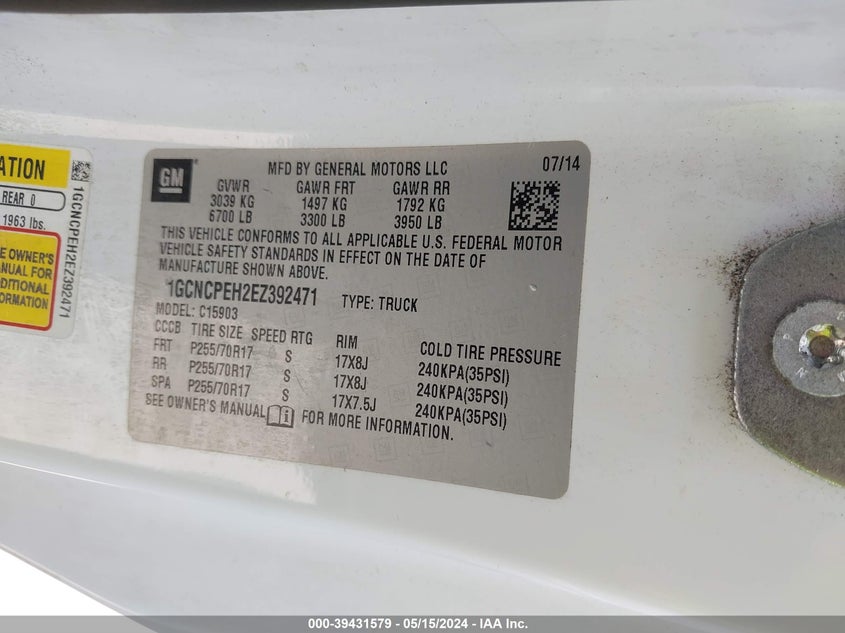 ATION
REAR 0
1963 lbs.
E OWNER'S
ANUAL FOR
DDITIONAL
FORMATION
1GCNCPEH2EZ392471
GM
MFD BY GENERAL MOTORS LLC 07/14
GVWR GAWR FRT GAWR RR
3039 KG 1497 KG 1792 KG
6700 LB 3300 LB 3950 LB
THIS VEHICLE CONFORMS TO ALL APPLICABLE U.S. FEDERAL MOTOR
VEHICLE SAFETY STANDARDS IN EFFECT ON THE DATE OF
MANUFACTURE SHOWN ABOVE.
1GCNCPEH2EZ392471 TYPE: TRUCK
MODEL: C15903
CCCB TIRE SIZE SPEED RTG RIM COLD TIRE PRESSURE
FRT P255/70R17 S 17X8J 240KPA(35PSI)
RR P255/70R17 S 17X8J 240KPA(35PSI)
SPA P255/70R17 S 17X7.5J 240KPA(35PSI)
SEE OWNER'S MANUAL FOR MORE INFORMATION.
000-39431579 - 05/15/2024 - IAA Inc.